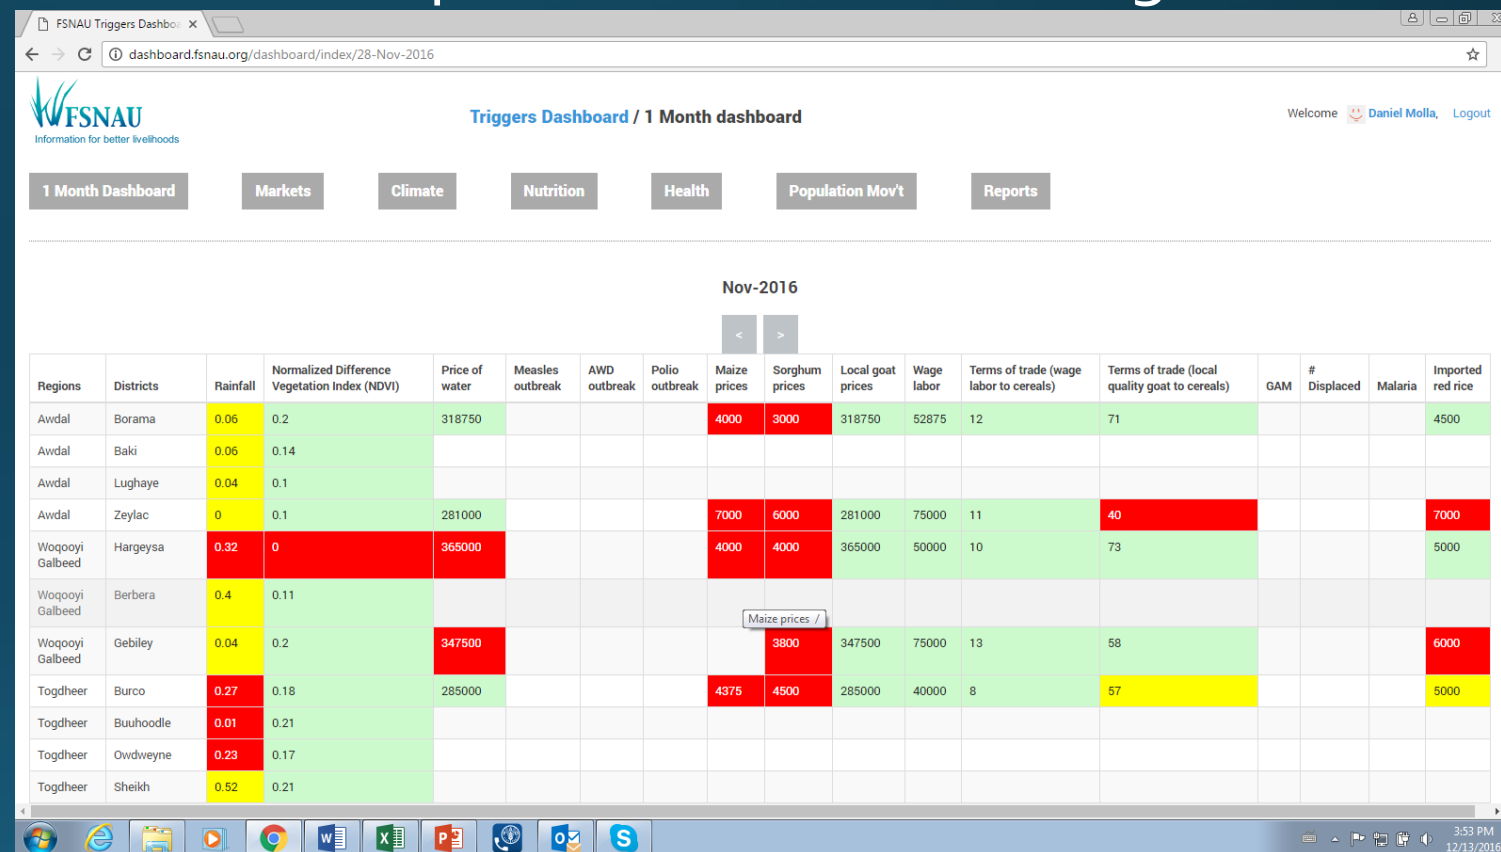 FSNAU Triggers Dashbo
dashboard.fsnau.org/dashboard/index/28-Nov-2016
FSNAU
Information for better livelihoods
Triggers Dashboard / 1 Month dashboard
Welcome Daniel Molla, Logout
1 Month Dashboard Markets Climate Nutrition Health Population Mov't Reports
Nov-2016
< >
Regions Districts Rainfall Normalized Difference Vegetation Index (NDVI) Price of water Measles outbreak AWD outbreak Polio outbreak Maize prices Sorghum prices Local goat prices Wage labor Terms of trade (wage labor to cereals) Terms of trade (local quality goat to cereals) GAM # Displaced Malaria Imported red rice
Awdal Borama 0.06 0.2 318750 4000 3000 318750 52875 12 71 4500
Awdal Baki 0.06 0.14
Awdal Lughaye 0.04 0.1
Awdal Zeylac 0 0.1 281000 7000 6000 281000 75000 11 40 7000
Woqooyi Galbeed Hargeysa 0.32 0 365000 4000 4000 365000 50000 10 73 5000
Woqooyi Galbeed Berbera 0.4 0.11
Maize prices /
Woqooyi Galbeed Gebiley 0.04 0.2 347500 3800 347500 75000 13 58 6000
Togdheer Burco 0.27 0.18 285000 4375 4500 285000 40000 8 57 5000
Togdheer Buuhoodle 0.01 0.21
Togdheer Owdweyne 0.23 0.17
Togdheer Sheikh 0.52 0.21
3:53 PM
12/13/2016